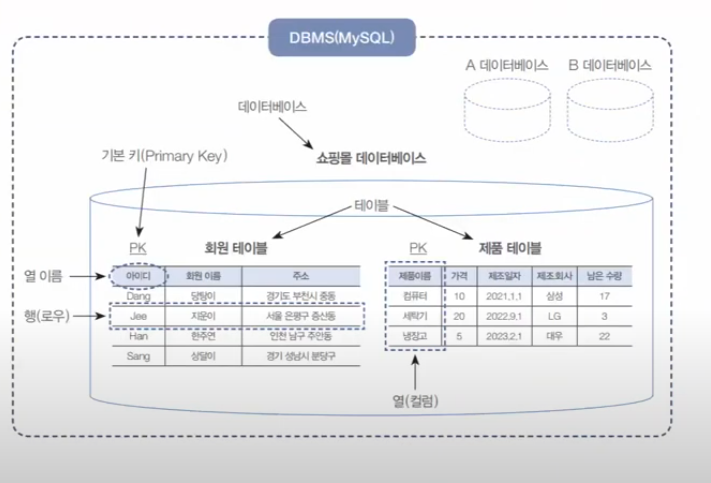 DBMS(MySQL)
A 데이터베이스 B 데이터베이스
데이터베이스
기본 키(Primary Key)
쇼핑몰 데이터베이스
테이블
PK 회원 테이블 PK 제품 테이블
열 이름
아이디 회원 이름 주소
제품이름 가격 제조일자 제조회사 남은 수량
Dang 당탕이 경기도 부천시 중동
컴퓨터 10 2021.1.1 삼성 17
행(로우)
Jee 지운이 서울 은평구 증산동
세탁기 20 2022.9.1 LG 3
Han 한주연 인천 남구 주안동
냉장고 5 2023.2.1 대우 22
Sang 상달이 경기 성남시 분당구
열(컬럼)